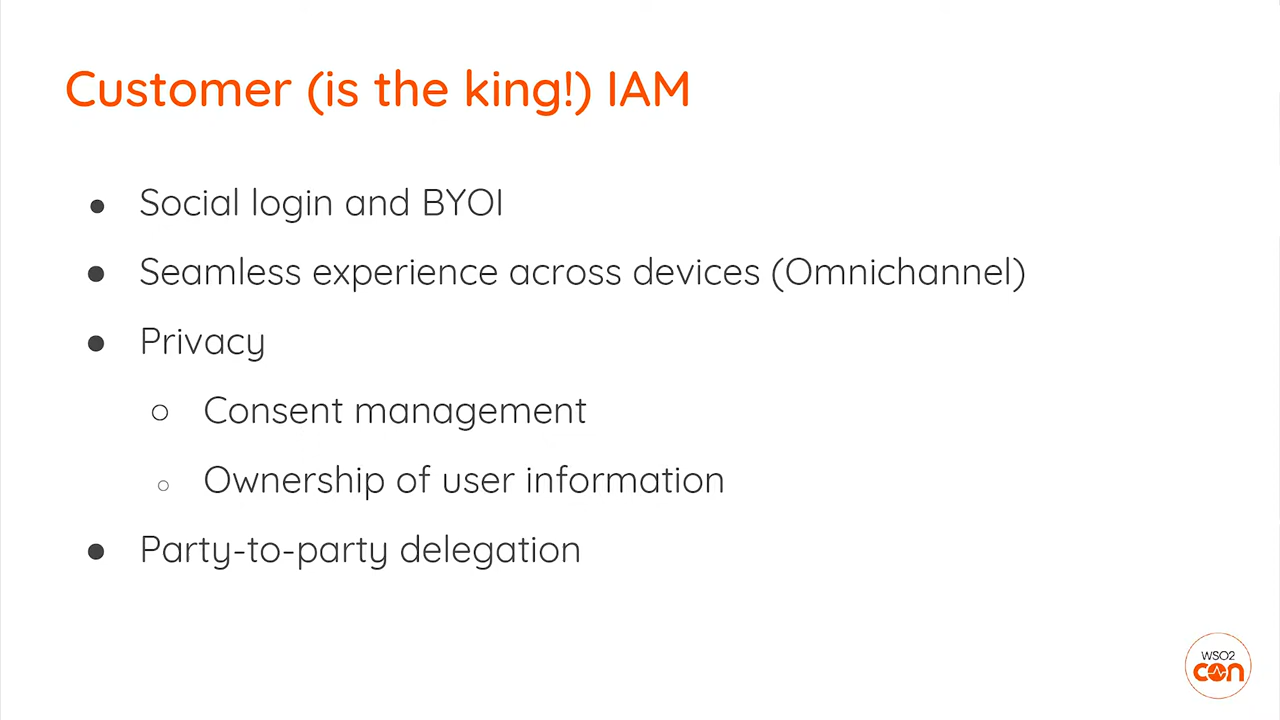 Customer (is the king!) IAM
● Social login and BYOI
● Seamless experience across devices (Omnichannel)
● Privacy
○ Consent management
○ Ownership of user information
● Party-to-party delegation
WSO2
con